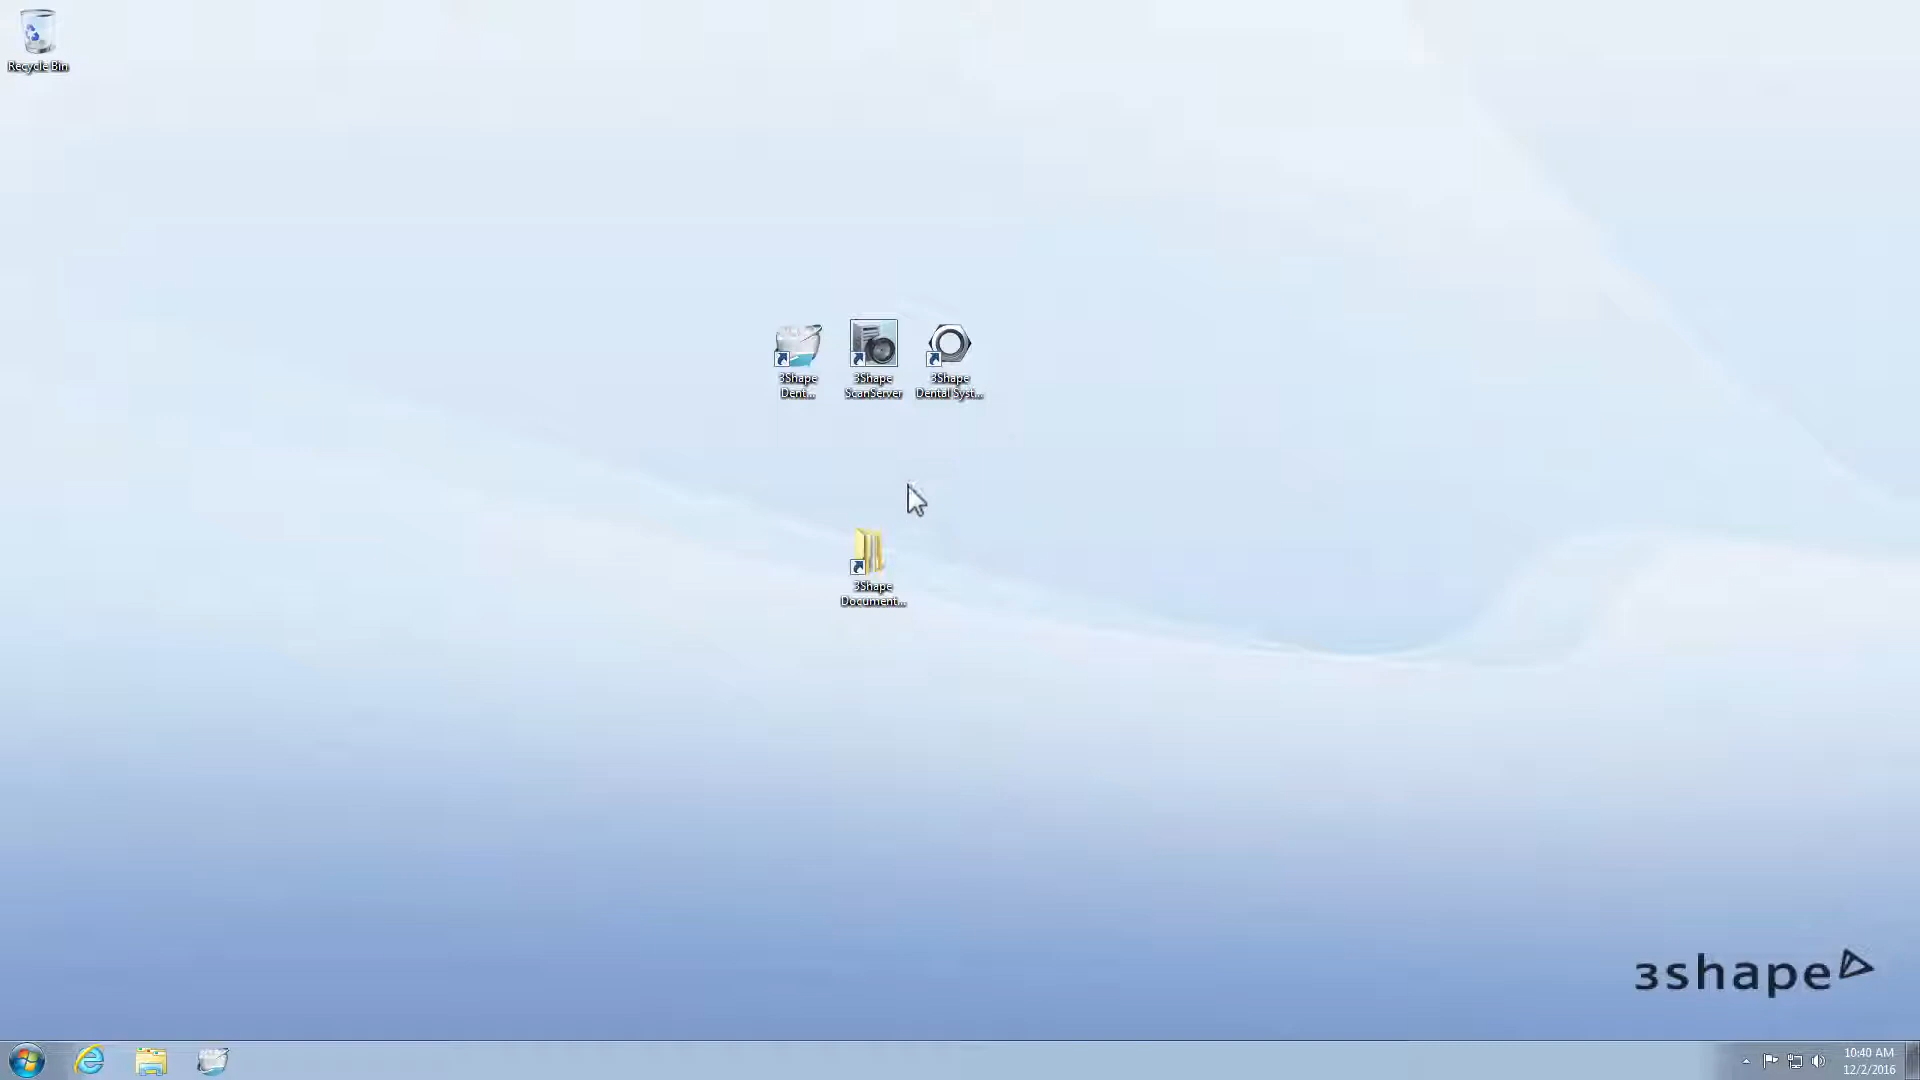 Recycle Bin
3Shape
Dent...
3Shape
ScanServer
3Shape
Dental Syst...
3Shape
Document...
3shape
10:40 AM
12/2/2016